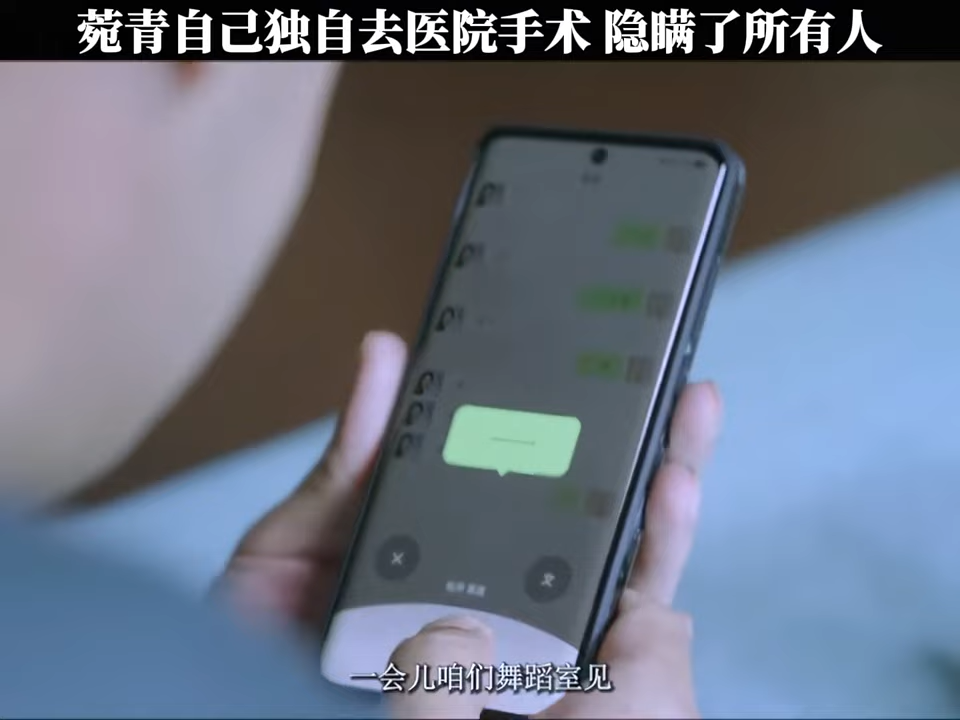 菀青自己独自去医院手术 隐瞒了所有人
文
一会儿咱们舞蹈室见